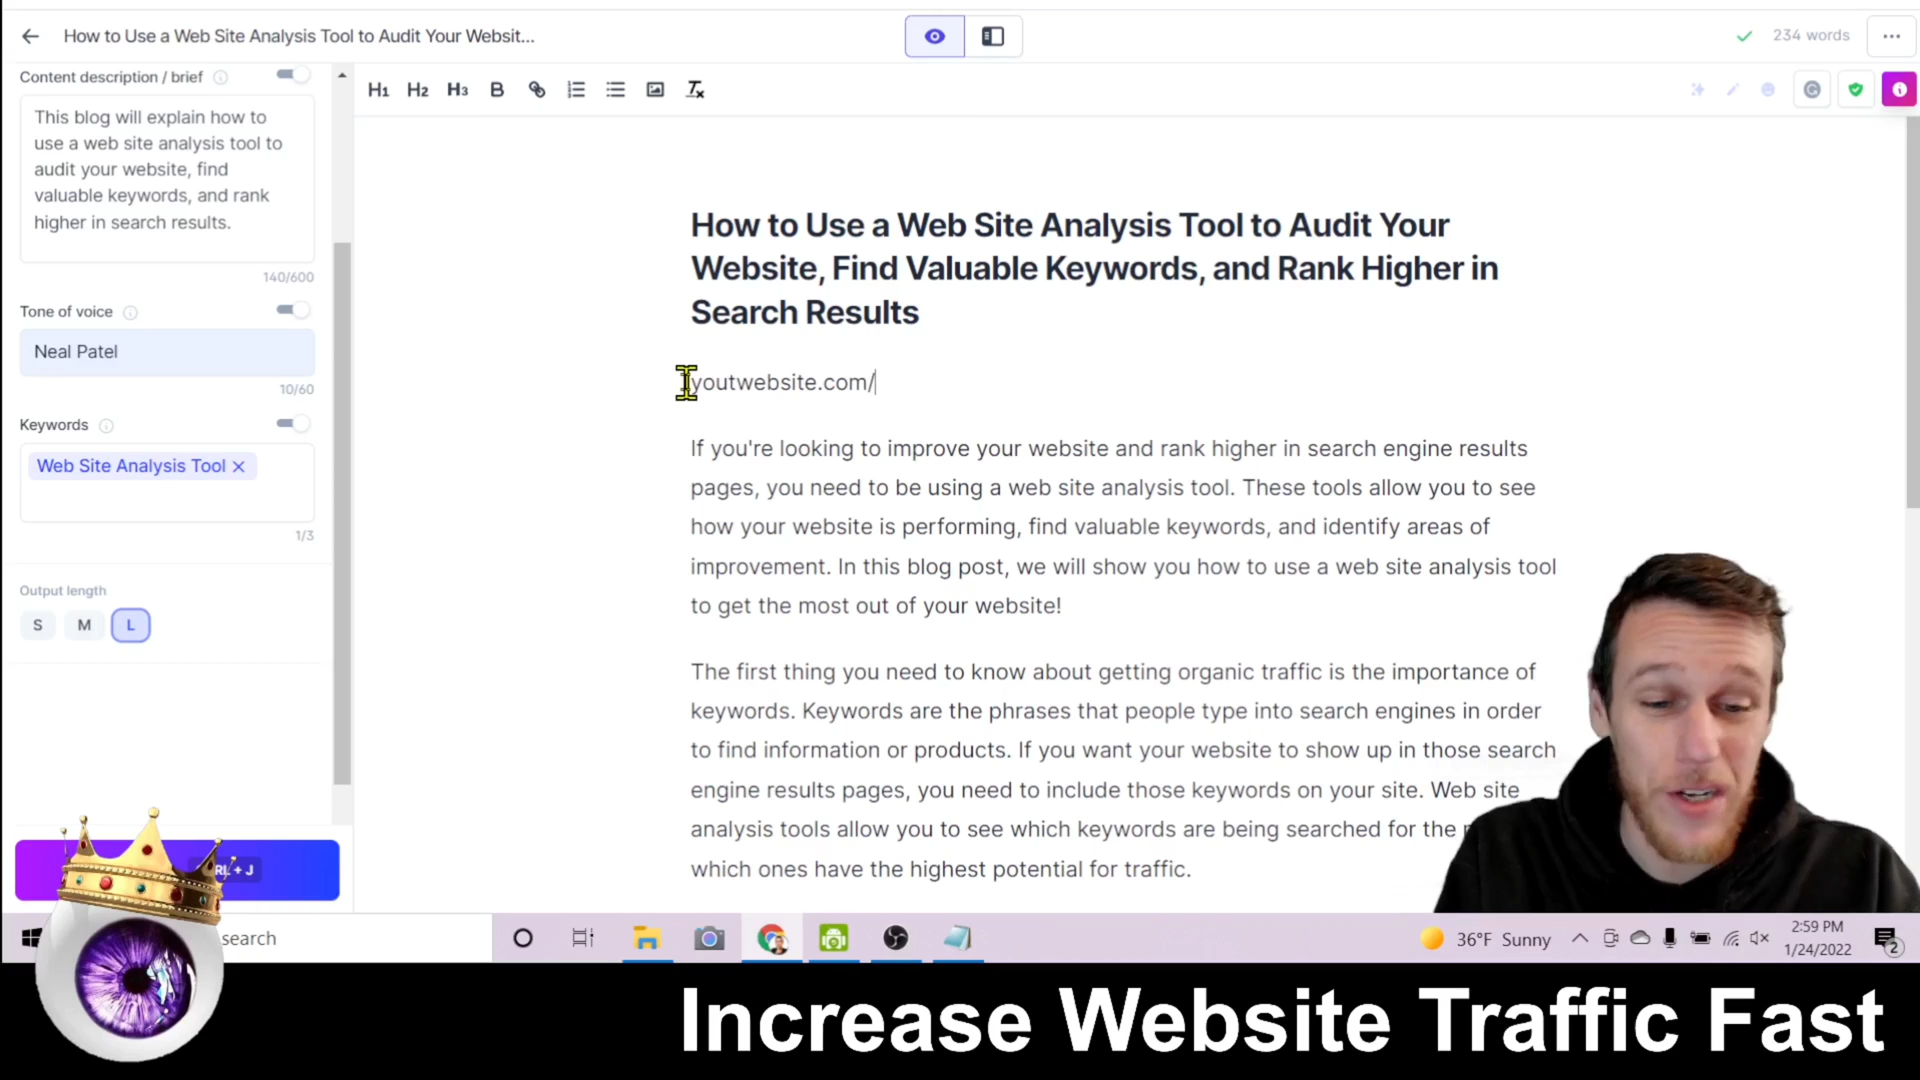 How to Use a Web Site Analysis Tool to Audit Your Websit...
234 words
Content description / brief
This blog will explain how to
use a web site analysis tool to
audit your website, find
valuable keywords, and rank
higher in search results.
140/600
Tone of voice
Neal Patel
10/60
Keywords
Web Site Analysis Tool ×
1/3
Output length
S M L
RL + J
H1 H2 H3 B
How to Use a Web Site Analysis Tool to Audit Your
Website, Find Valuable Keywords, and Rank Higher in
Search Results
youtwebsite.com/
If you're looking to improve your website and rank higher in search engine results
pages, you need to be using a web site analysis tool. These tools allow you to see
how your website is performing, find valuable keywords, and identify areas of
improvement. In this blog post, we will show you how to use a web site analysis tool
to get the most out of your website!
The first thing you need to know about getting organic traffic is the importance of
keywords. Keywords are the phrases that people type into search engines in order
to find information or products. If you want your website to show up in those search
engine results pages, you need to include those keywords on your site. Web site
analysis tools allow you to see which keywords are being searched for the
which ones have the highest potential for traffic.
search
36°F Sunny
2:59 PM
1/24/2022
2
Increase Website Traffic Fast